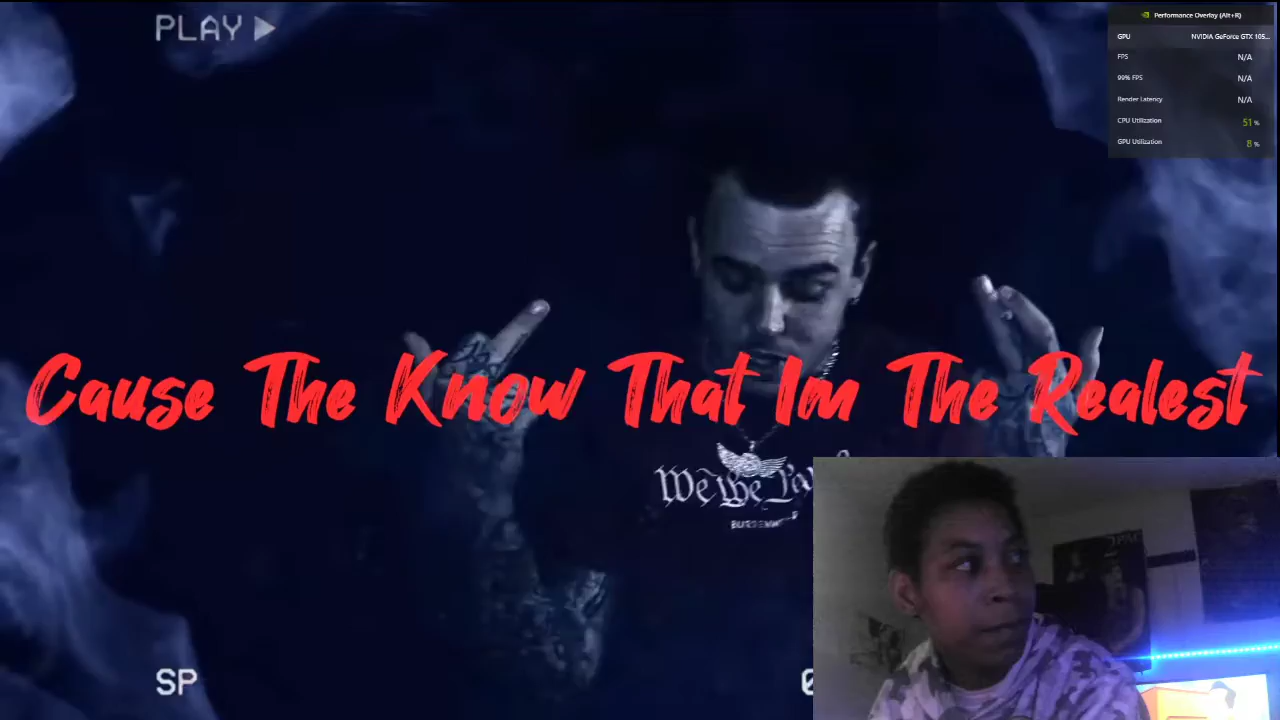 PLAY
Performance Overlay (Alt+R)
GPU NVIDIA GeForce GTX 105...
FPS N/A
99% FPS N/A
Render Latency N/A
CPU Utilization 51 %
GPU Utilization 8 %
Cause The Know That Im The Realest
We the
2PAC
SP